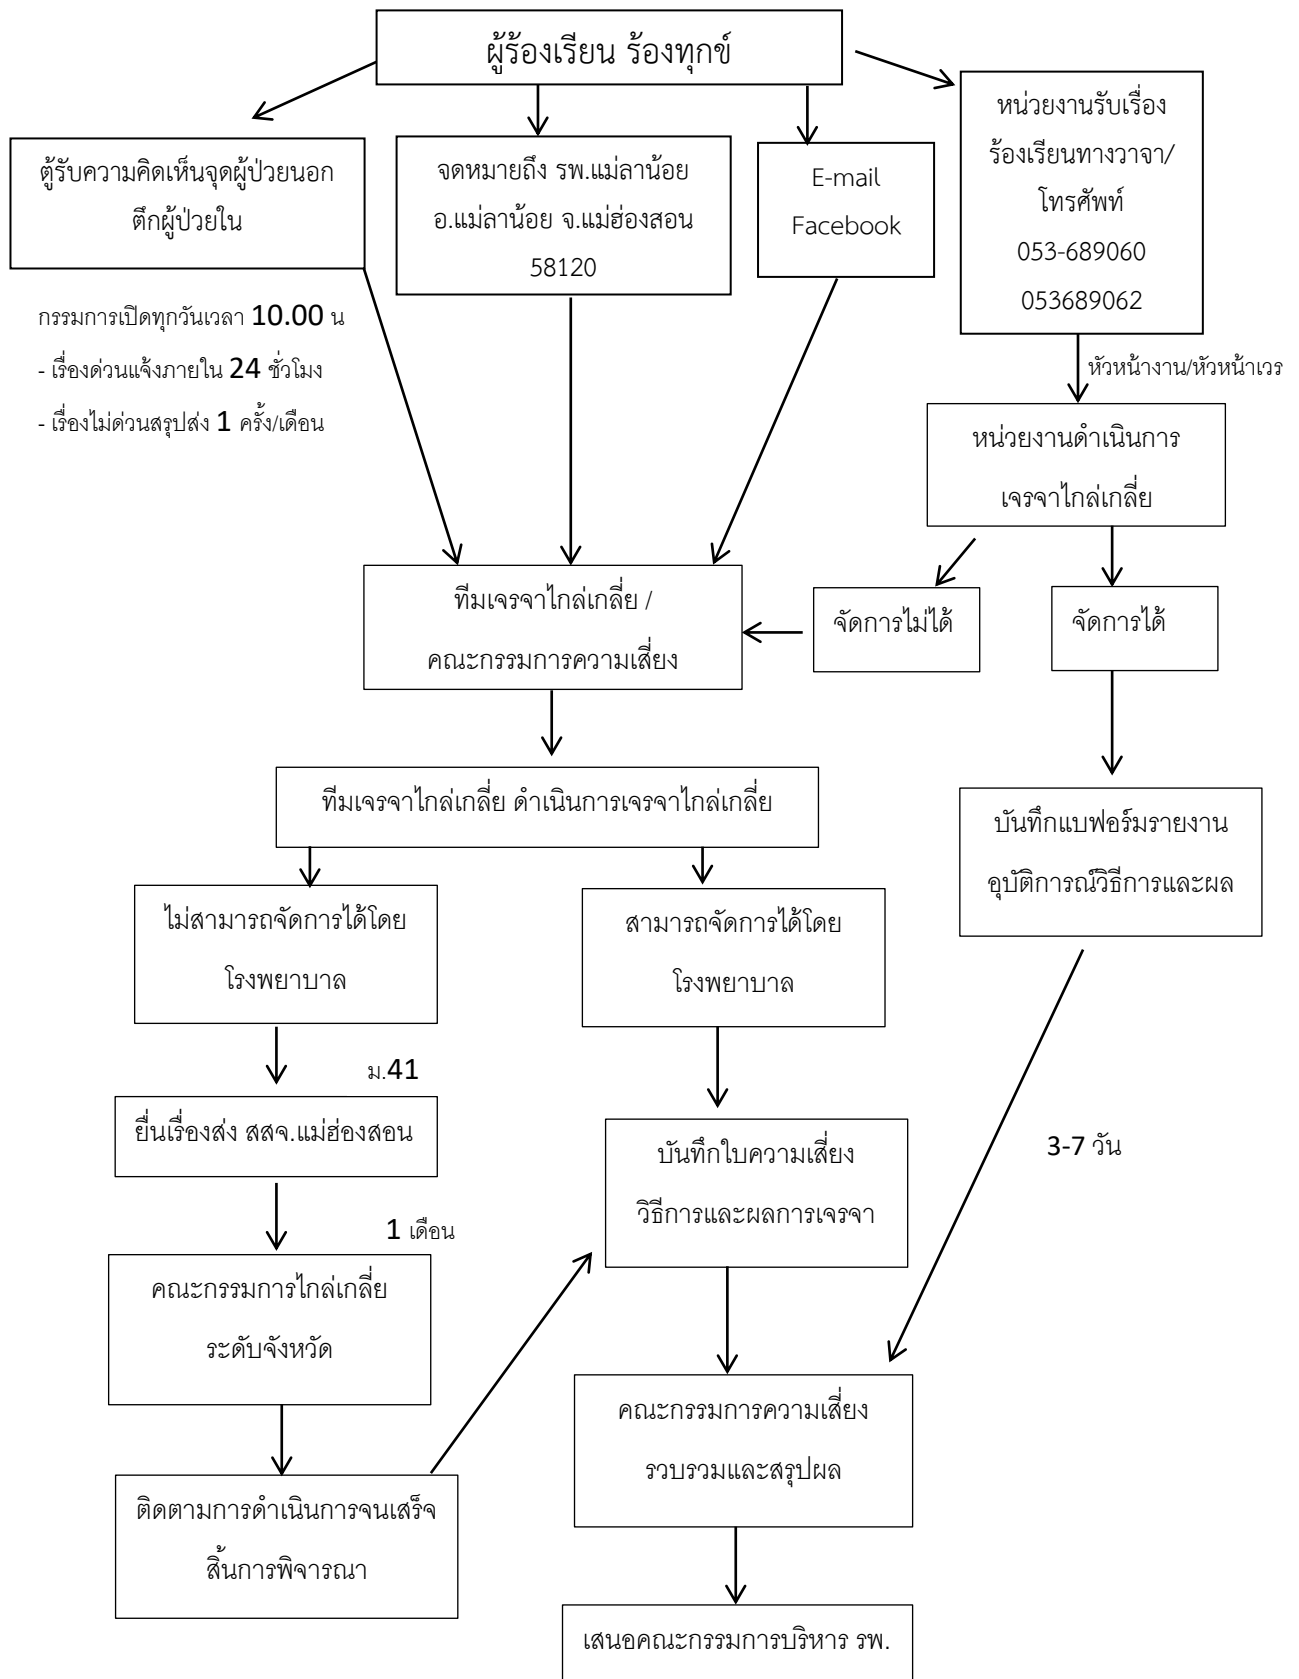 ผู้ร้องเรียน ร้องทุกข์
ตู้รับความคิดเห็นจุดผู้ป่วยนอก
ตึกผู้ป่วยใน
จดหมายถึง รพ.แม่ลาน้อย
อ.แม่ลาน้อย จ.แม่ฮ่องสอน
58120
E-mail
Facebook
หน่วยงานรับเรื่อง
ร้องเรียนทางวาจา/
โทรศัพท์
053-689060
053689062
กรรมการเปิดทุกวันเวลา 10.00 น
- เรื่องด่วนแจ้งภายใน 24 ชั่วโมง
- เรื่องไม่ด่วนสรุปส่ง 1 ครั้ง/เดือน
หัวหน้างาน/หัวหน้าเวร
หน่วยงานดำเนินการ
เจรจาไกล่เกลี่ย
ทีมเจรจาไกล่เกลี่ย /
คณะกรรมการความเสี่ยง
จัดการไม่ได้
จัดการได้
ทีมเจรจาไกล่เกลี่ย ดำเนินการเจรจาไกล่เกลี่ย
บันทึกแบฟอร์มรายงาน
อุบัติการณ์วิธีการและผล
ไม่สามารถจัดการได้โดย
โรงพยาบาล
สามารถจัดการได้โดย
โรงพยาบาล
ม.41
ยื่นเรื่องส่ง สสจ.แม่ฮ่องสอน
บันทึกใบความเสี่ยง
วิธีการและผลการเจรจา
3-7 วัน
1 เดือน
คณะกรรมการไกล่เกลี่ย
ระดับจังหวัด
คณะกรรมการความเสี่ยง
รวบรวมและสรุปผล
ติดตามการดำเนินการจนเสร็จ
สิ้นการพิจารณา
เสนอคณะกรรมการบริหาร รพ.